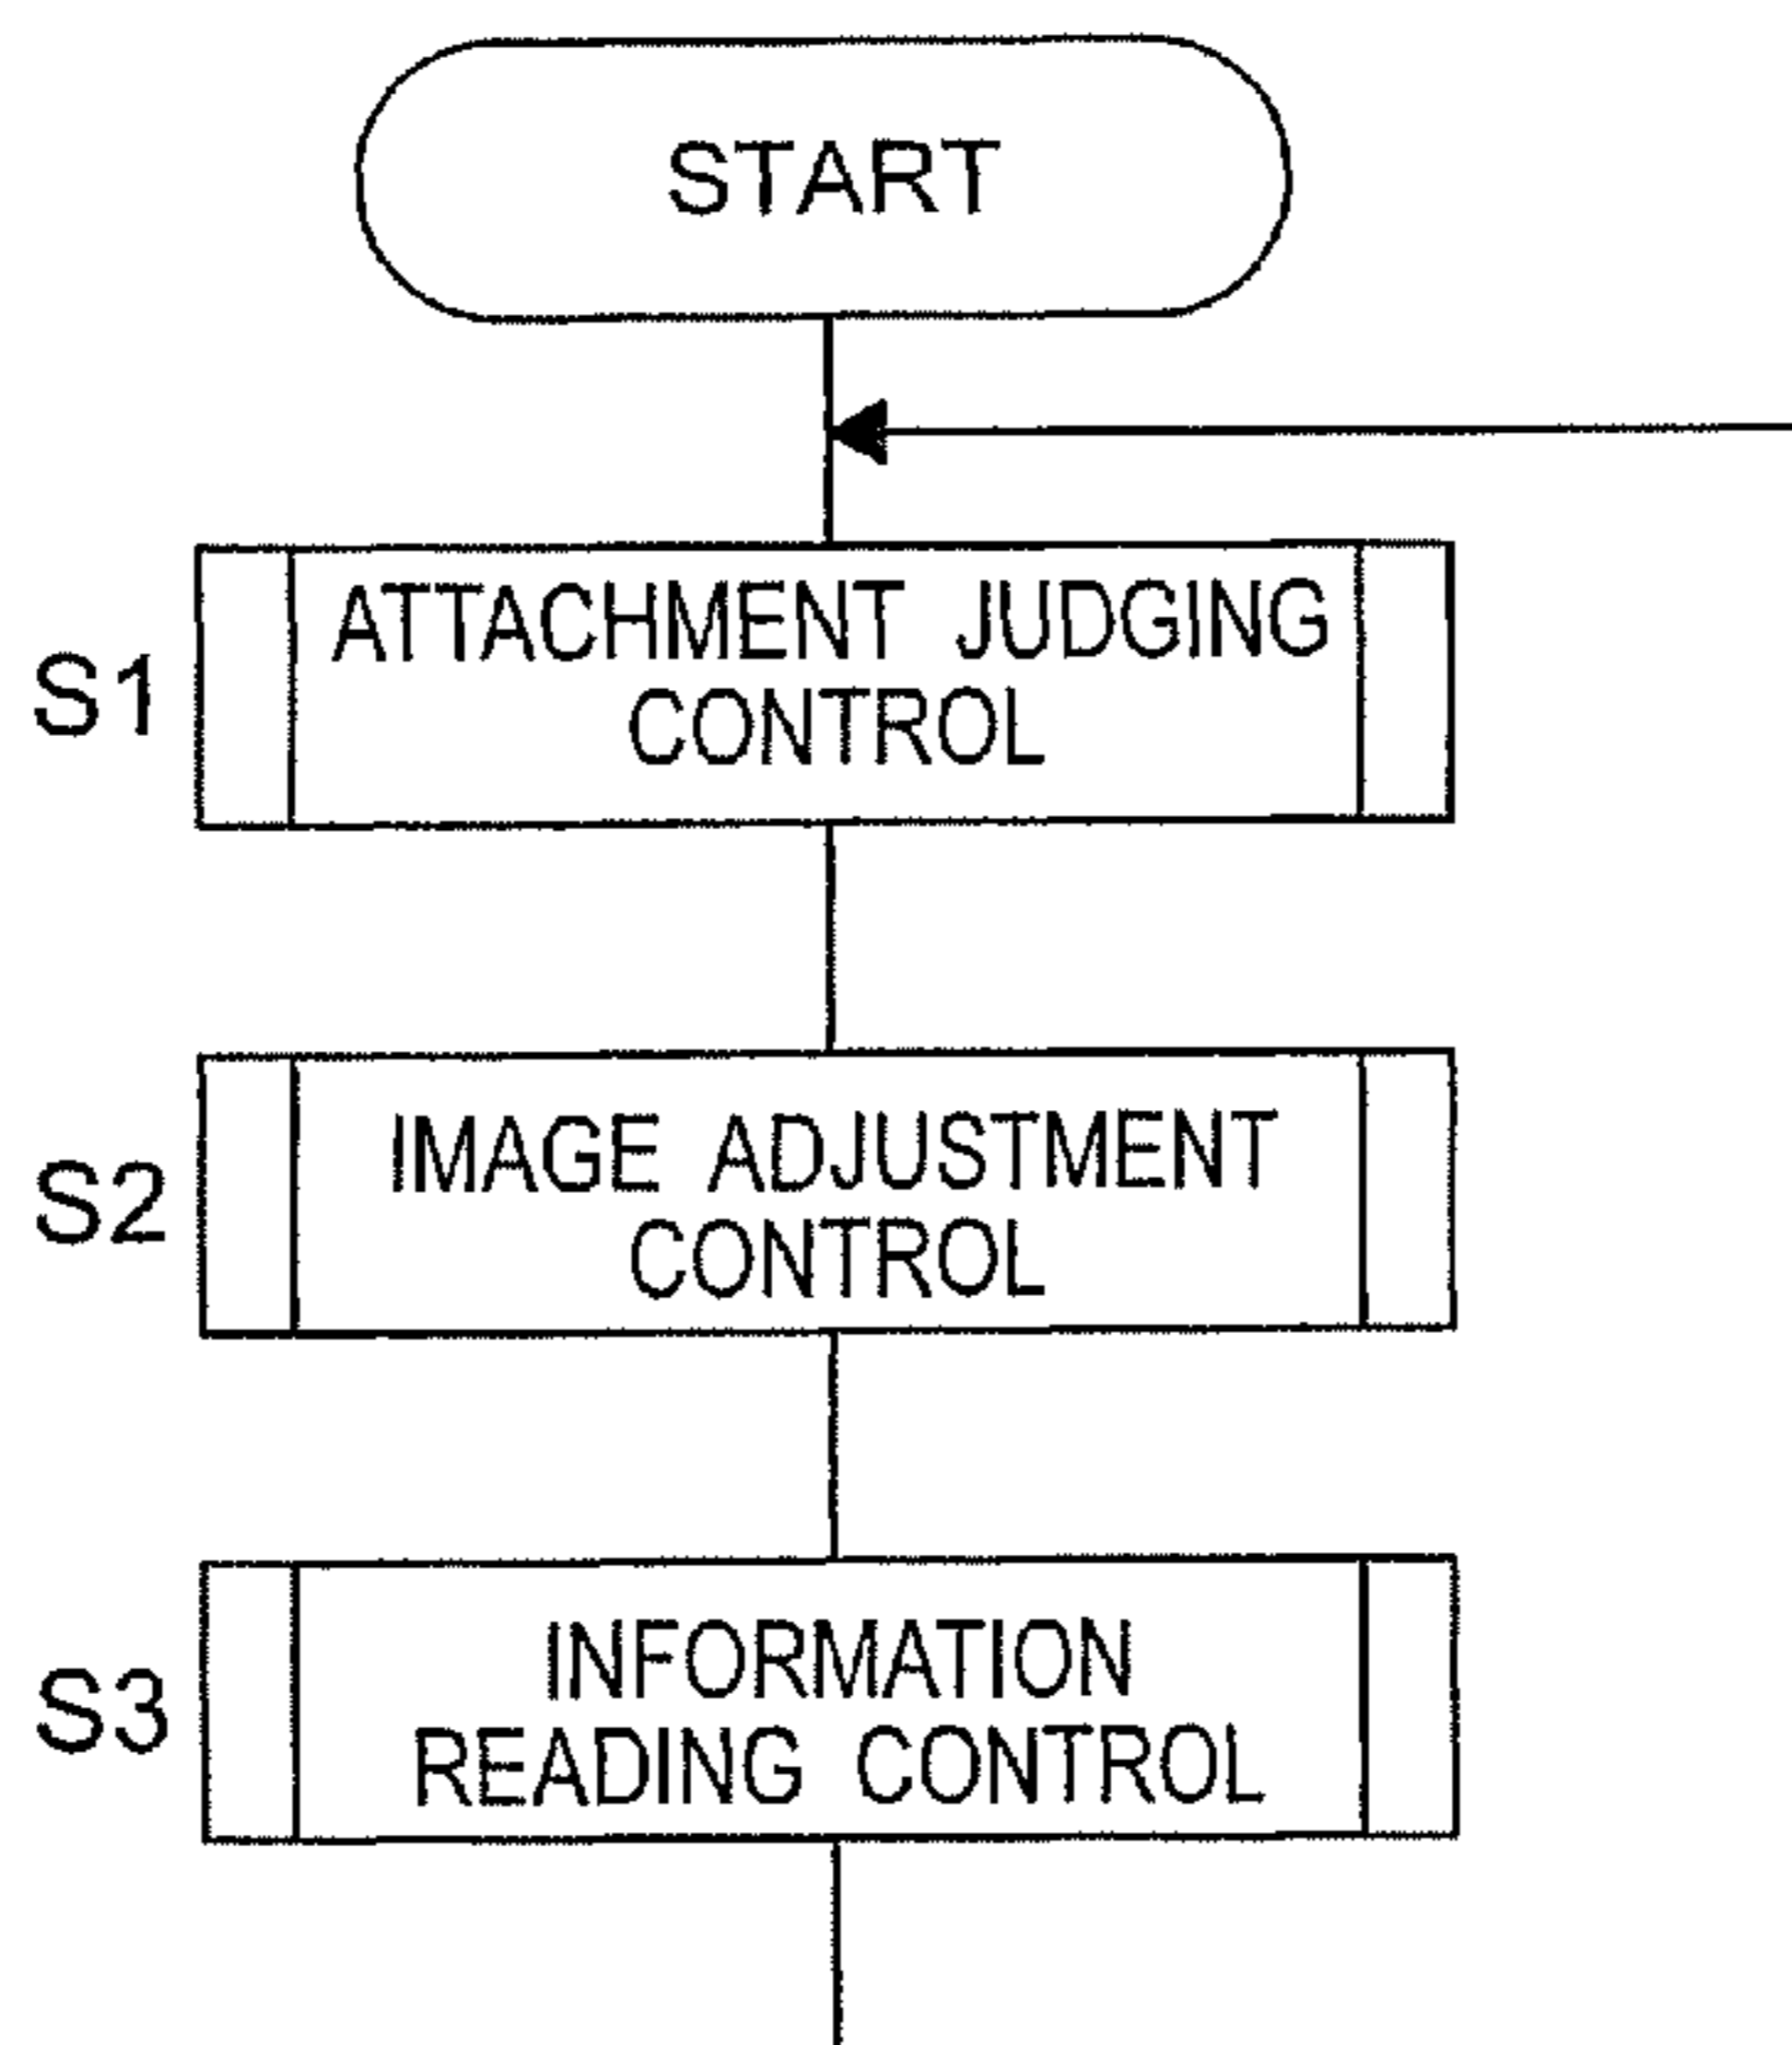 START
S1
ATTACHMENT JUDGING
CONTROL
S2
IMAGE ADJUSTMENT
CONTROL
S3
INFORMATION
READING CONTROL